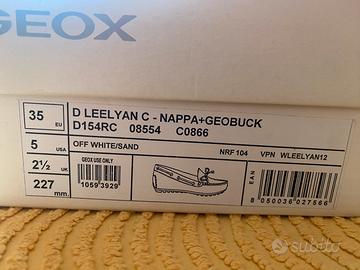 GEOX
35 EU
D LEELYAN C - NAPPA+GEOBUCK
D154RC 08554 C0866
5 USA
OFF WHITE/SAND
NRF 104 VPN WLEELYAN12
2½ UK
GEOX USE ONLY
1059 3929
227 mm.
EAN
8 050036 027566
subito